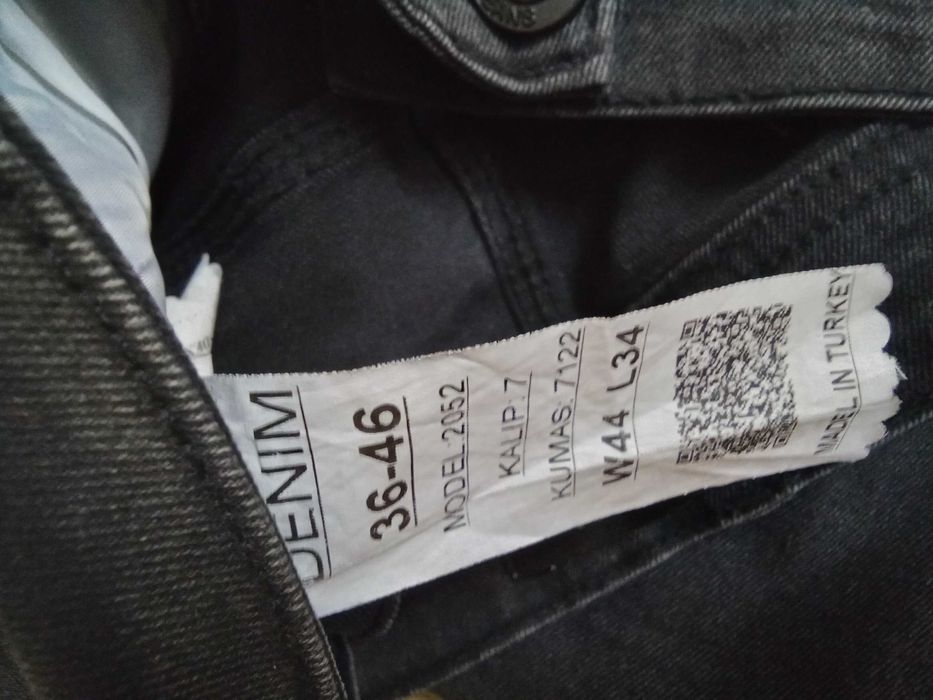 DENIM
36-46
MODEL:2052
KALIP:7
KUMAS:7122
W44 L34
MADE IN TURKEY